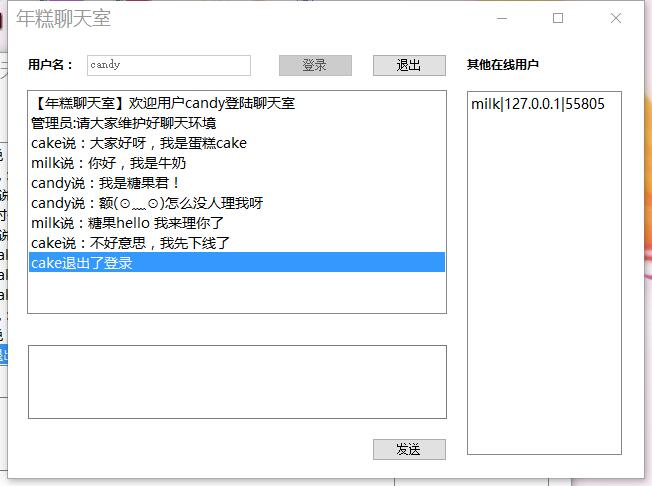 年糕聊天室
用户名： candy 登录 退出 其他在线用户
【年糕聊天室】欢迎用户candy登陆聊天室
管理员:请大家维护好聊天环境
cake说：大家好呀，我是蛋糕cake
milk说：你好，我是牛奶
candy说：我是糖果君！
candy说：额(⊙﹏⊙)怎么没人理我呀
milk说：糖果hello 我来理你了
cake说：不好意思，我先下线了
cake退出了登录
milk|127.0.0.1|55805
发送